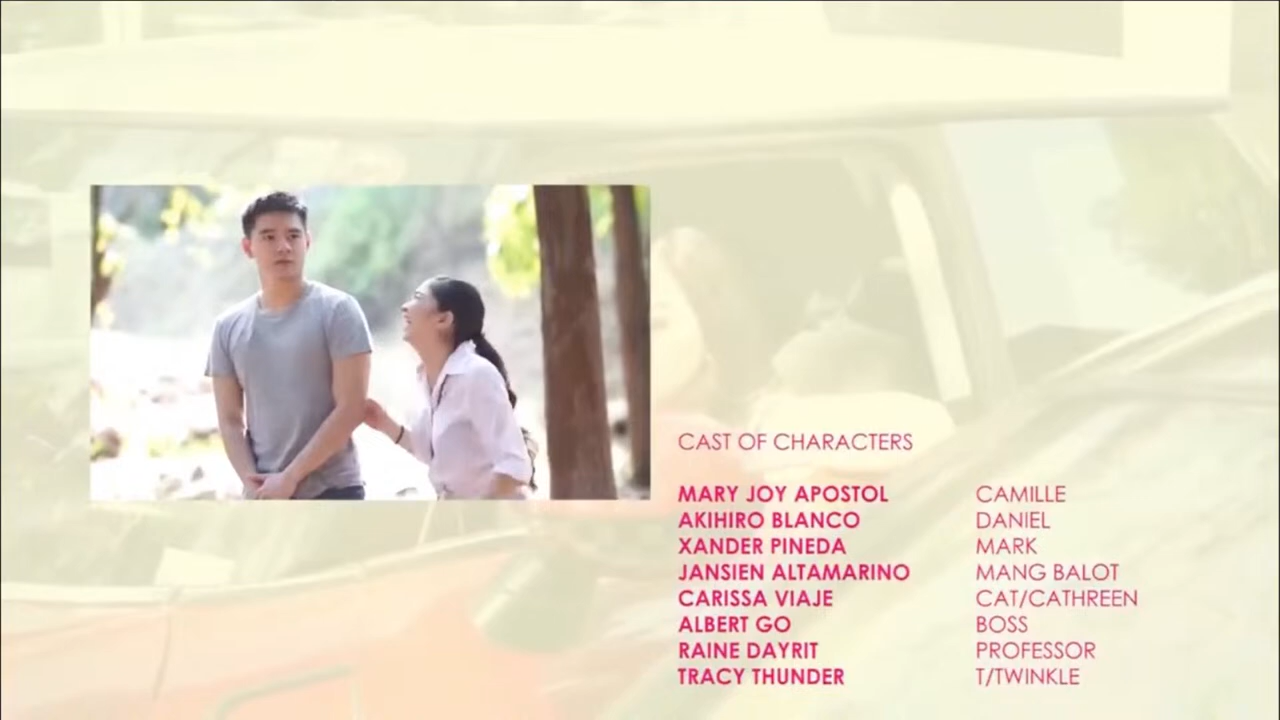 CAST OF CHARACTERS
MARY JOY APOSTOL CAMILLE
AKIHIRO BLANCO DANIEL
XANDER PINEDA MARK
JANSIEN ALTAMARINO MANG BALOT
CARISSA VIAJE CAT/CATHREEN
ALBERT GO BOSS
RAINE DAYRIT PROFESSOR
TRACY THUNDER T/TWINKLE